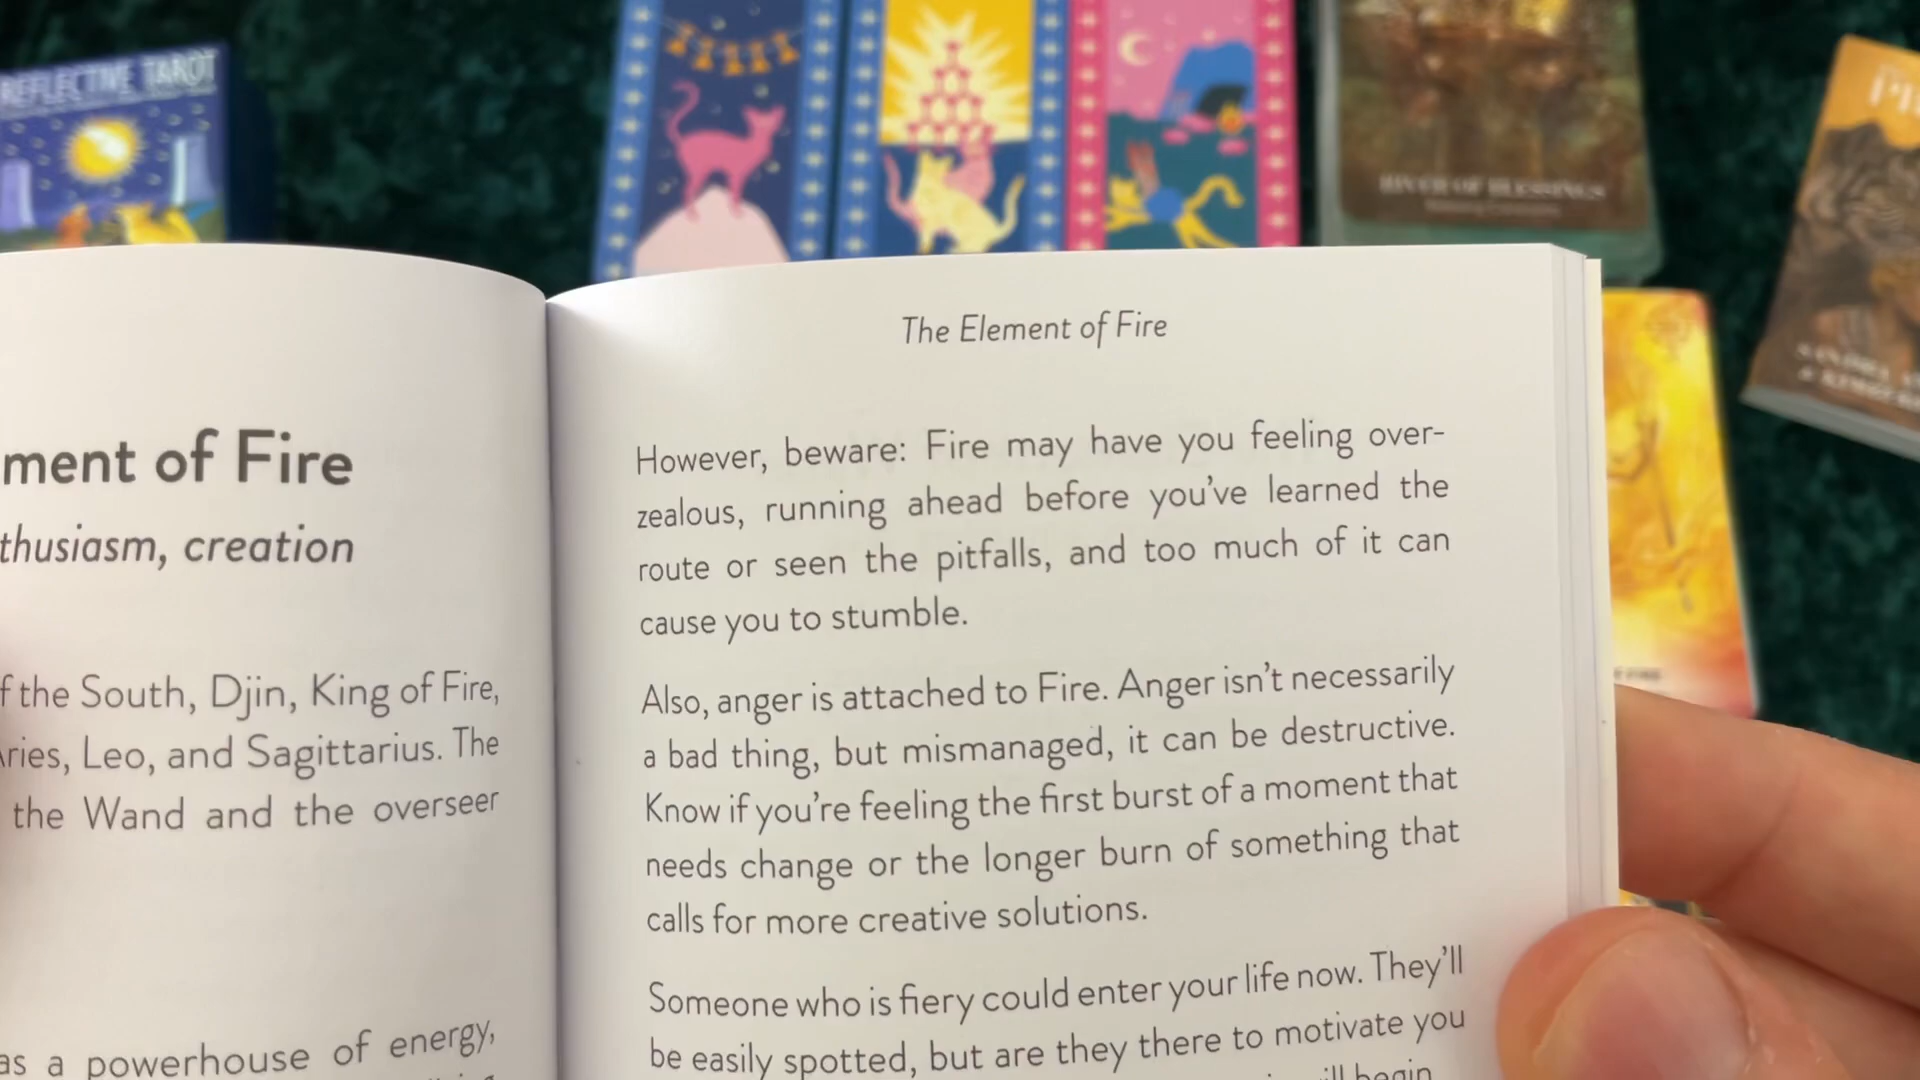 REFLECTIVE TAROT
RIVER OF BLESSINGS
ment of Fire
thusiasm, creation
f the South, Djin, King of Fire,
ries, Leo, and Sagittarius. The
the Wand and the overseer
as a powerhouse of energy,
The Element of Fire
However, beware: Fire may have you feeling over-
zealous, running ahead before you've learned the
route or seen the pitfalls, and too much of it can
cause you to stumble.
Also, anger is attached to Fire. Anger isn't necessarily
a bad thing, but mismanaged, it can be destructive.
Know if you're feeling the first burst of a moment that
needs change or the longer burn of something that
calls for more creative solutions.
Someone who is fiery could enter your life now. They'll
be easily spotted, but are they there to motivate you
will begin